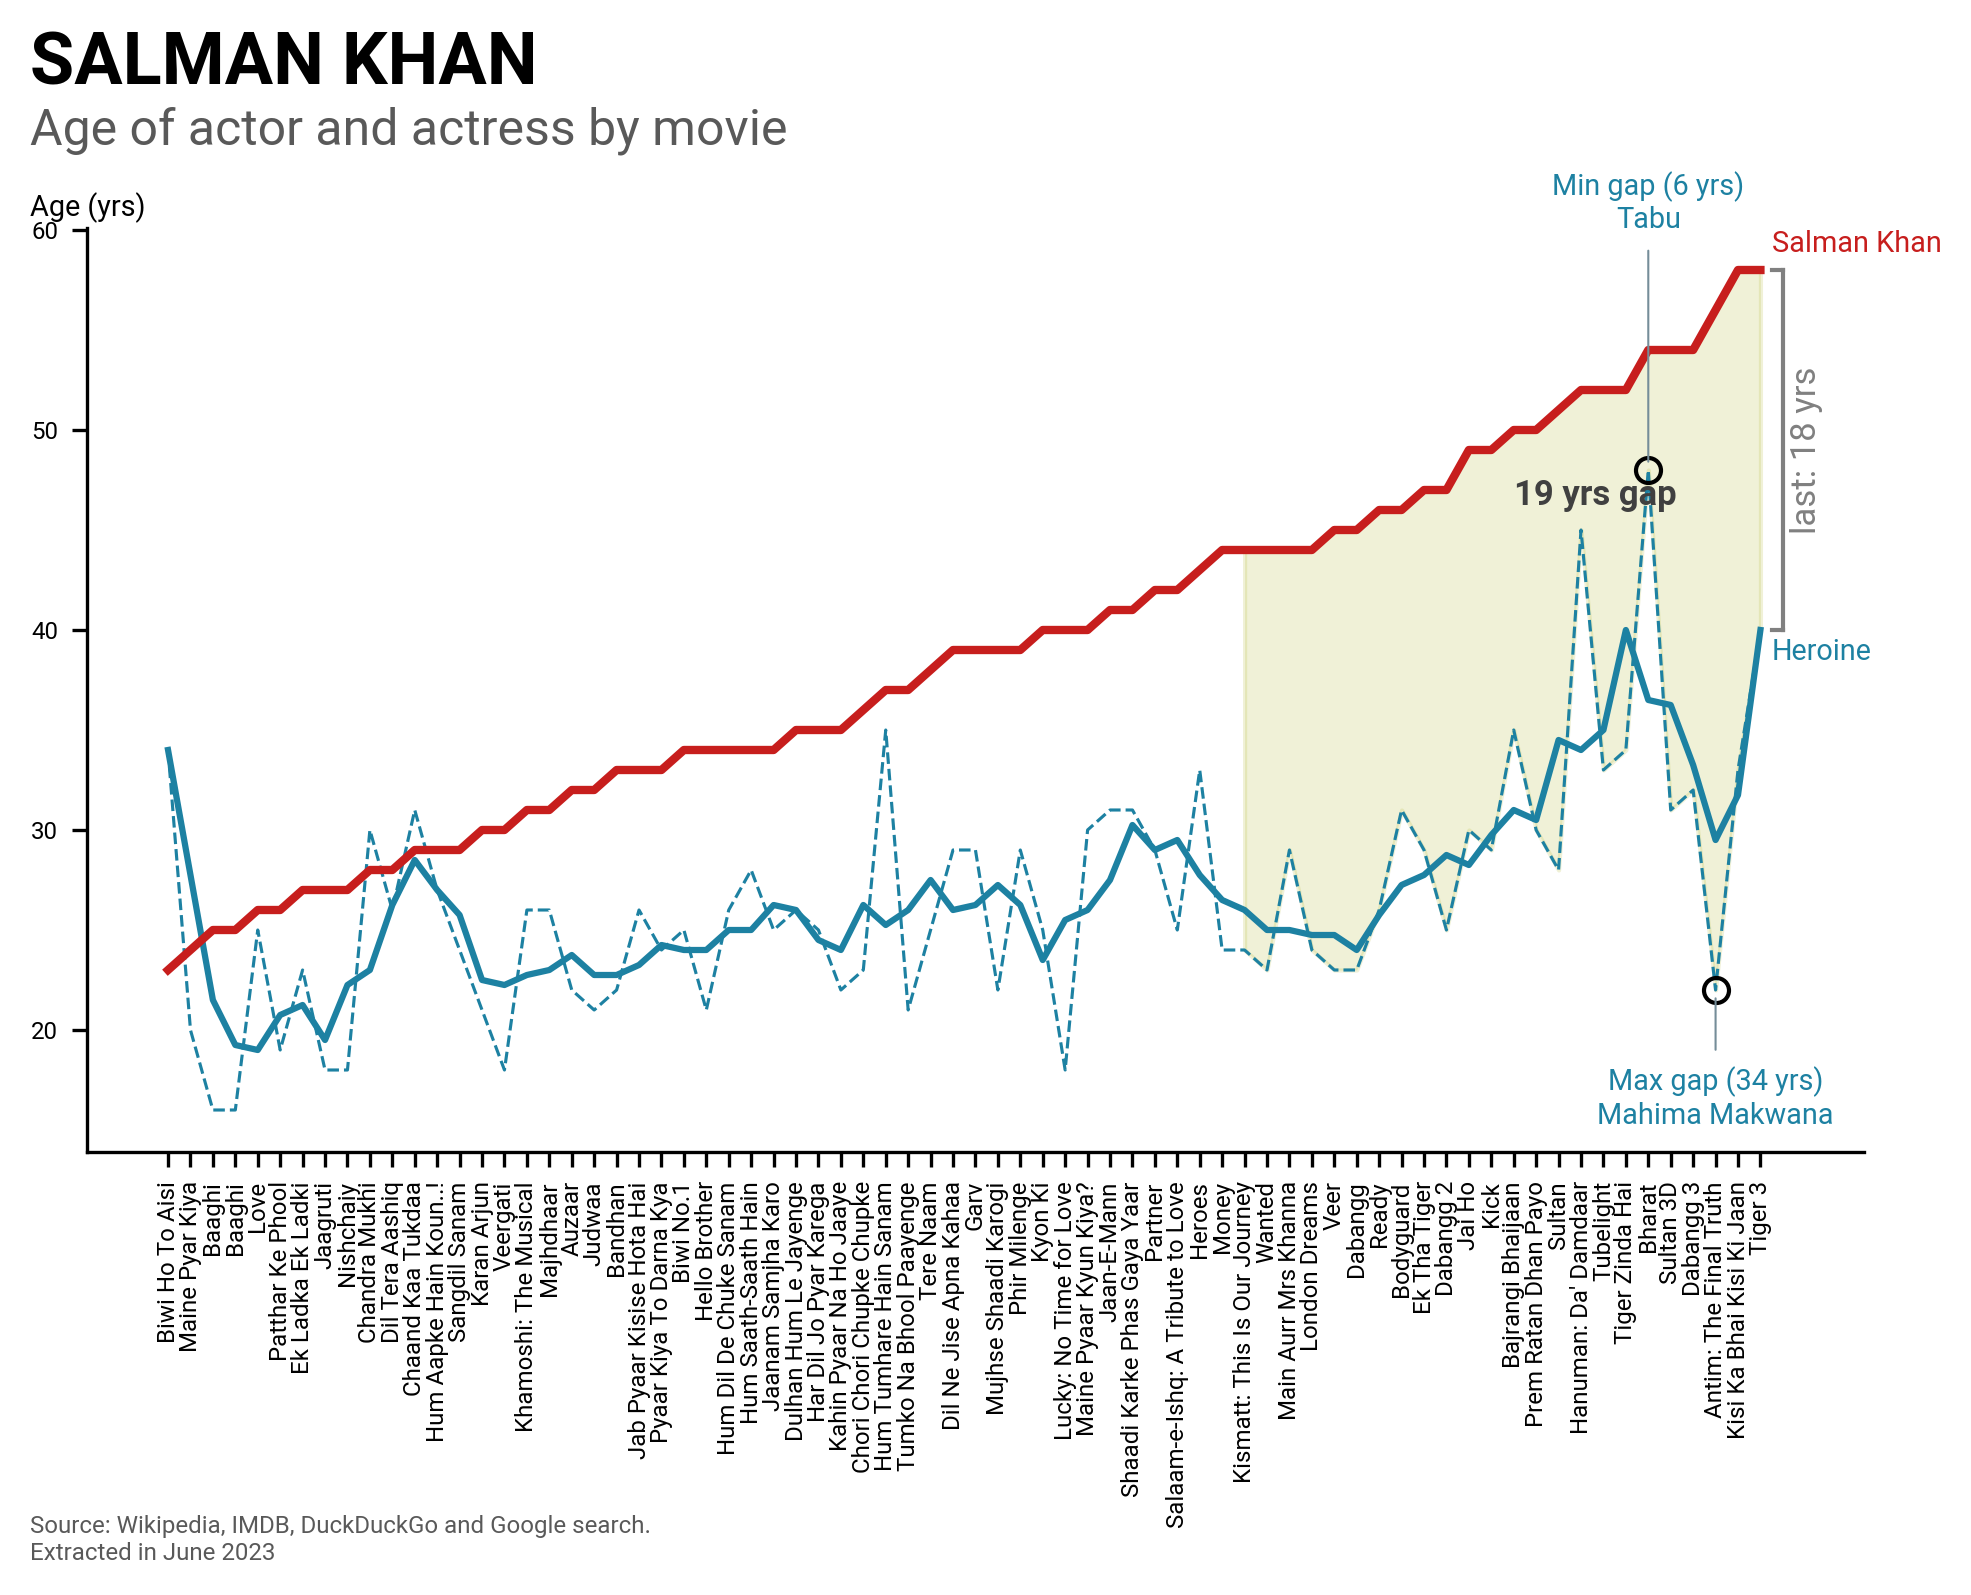 SALMAN KHAN
Age of actor and actress by movie
Age (yrs)
Min gap (6 yrs)
Tabu
60
50
40
30
20
Salman Khan
last: 18 yrs
19 yrs gap
Heroine
Max gap (34 yrs)
Mahima Makwana
Biwi Ho To Aisi
Maine Pyar Kiya
Baaghi
Baaghi
Love
Patthar Ke Phool
Ek Ladka Ek Ladki
Jaagruti
Nishchaiy
Chandra Mukhi
Dil Tera Aashiq
Chaand Kaa Tukdaa
Hum Aapke Hain Koun..!
Sangdil Sanam
Karan Arjun
Veergati
Khamoshi: The Musical
Majhdhaar
Auzaar
Judwaa
Bandhan
Jab Pyaar Kisise Hota Hai
Pyaar Kiya To Darna Kya
Biwi No.1
Hello Brother
Hum Dil De Chuke Sanam
Hum Saath-Saath Hain
Jaanam Samjha Karo
Dulhan Hum Le Jayenge
Har Dil Jo Pyar Karega
Kahin Pyaar Na Ho Jaaye
Chori Chori Chupke Chupke
Hum Tumhare Hain Sanam
Tumko Na Bhool Paayenge
Tere Naam
Dil Ne Jise Apna Kahaa
Garv
Mujhse Shaadi Karogi
Phir Milenge
Kyon Ki
Lucky: No Time for Love
Maine Pyaar Kyun Kiya?
Jaan-E-Mann
Shaadi Karke Phas Gaya Yaar
Partner
Salaam-e-Ishq: A Tribute to Love
Heroes
Money
Kismatt: This Is Our Journey
Wanted
Main Aurr Mrs Khanna
London Dreams
Veer
Dabangg
Ready
Bodyguard
Ek Tha Tiger
Dabangg 2
Jai Ho
Kick
Bajrangi Bhaijaan
Prem Ratan Dhan Payo
Sultan
Hanuman: Da' Damdaar
Tubelight
Tiger Zinda Hai
Bharat
Sultan 3D
Dabangg 3
Antim: The Final Truth
Kisi Ka Bhai Kisi Ki Jaan
Tiger 3
Source: Wikipedia, IMDB, DuckDuckGo and Google search.
Extracted in June 2023